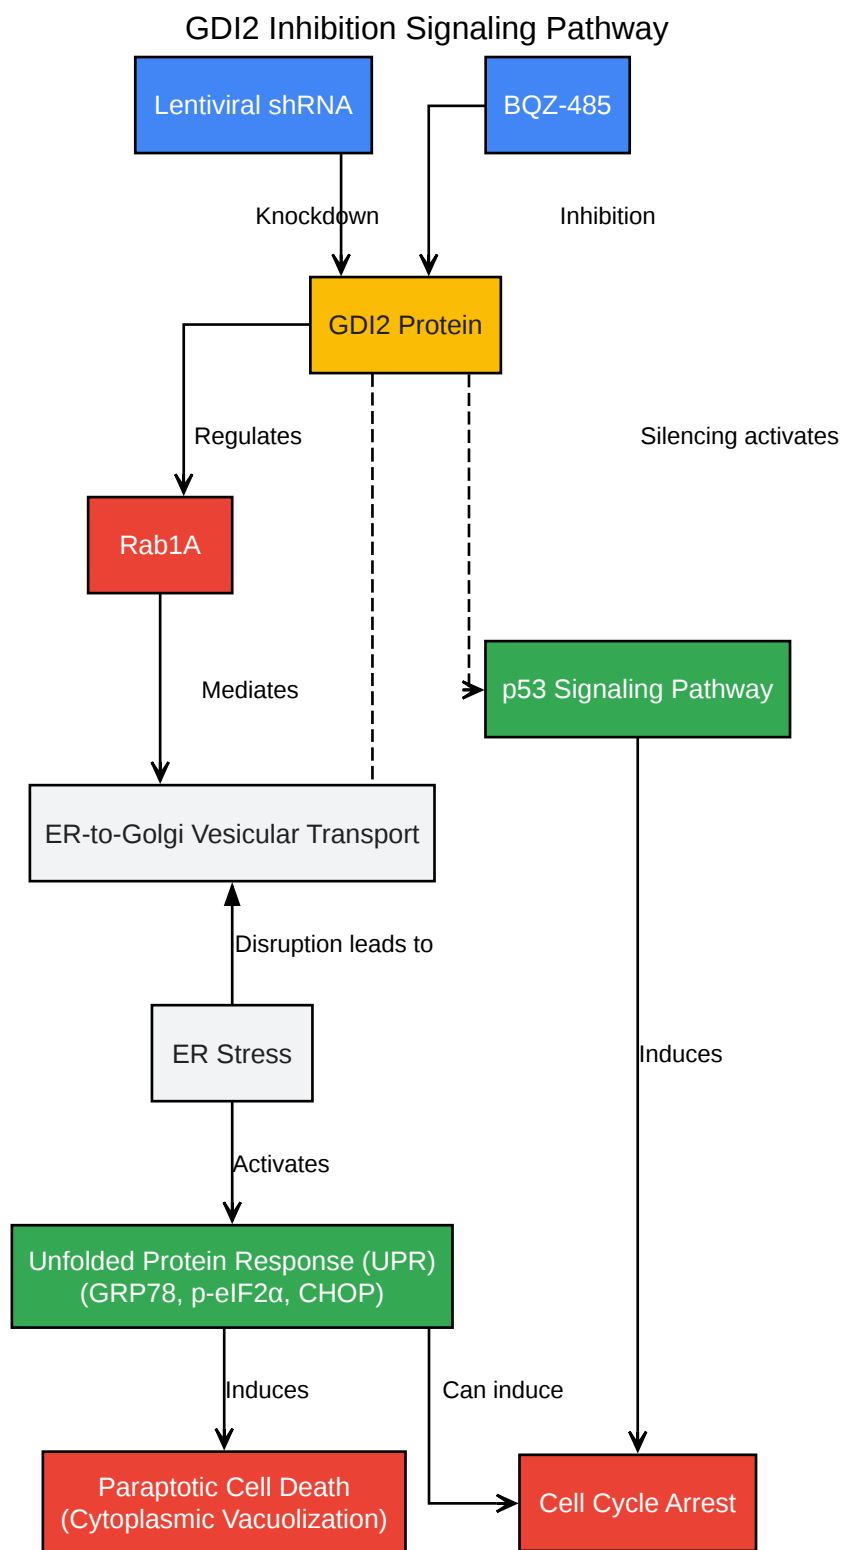 GDI2 Inhibition Signaling Pathway
Lentiviral shRNA
BQZ-485
Knockdown
Inhibition
GDI2 Protein
Regulates
Silencing activates
Rab1A
Mediates
p53 Signaling Pathway
ER-to-Golgi Vesicular Transport
Disruption leads to
ER Stress
Induces
Activates
Unfolded Protein Response (UPR)
(GRP78, p-eIF2α, CHOP)
Induces
Can induce
Paraptotic Cell Death
(Cytoplasmic Vacuolization)
Cell Cycle Arrest